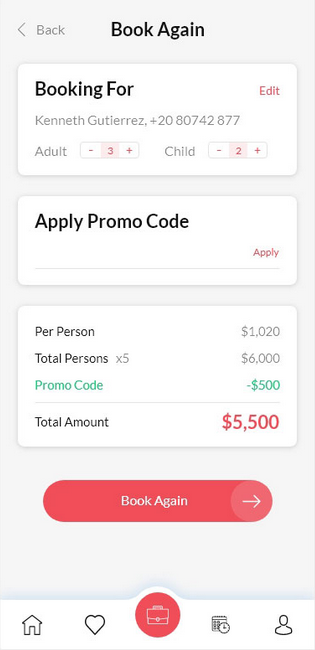 Back Book Again
Booking For Edit
Kenneth Gutierrez, +20 80742 877
Adult - 3 + Child - 2 +
Apply Promo Code
Apply
Per Person $1,020
Total Persons x5 $6,000
Promo Code -$500
Total Amount $5,500
Book Again